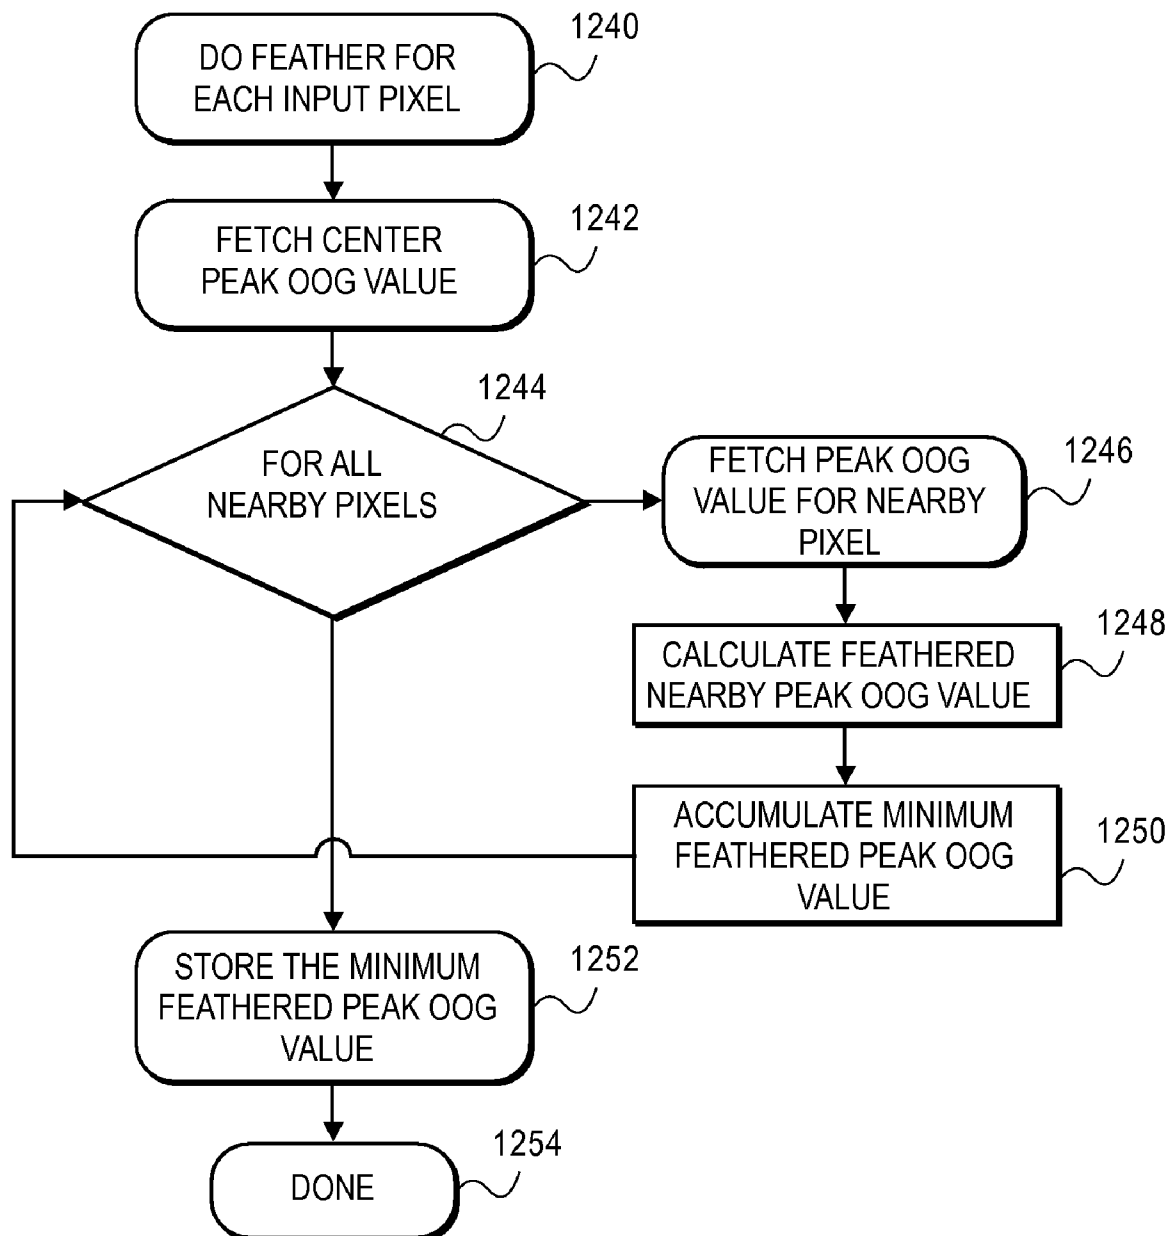 1240
DO FEATHER FOR
EACH INPUT PIXEL
1242
FETCH CENTER
PEAK OOG VALUE
1244
FOR ALL
NEARBY PIXELS
1246
FETCH PEAK OOG
VALUE FOR NEARBY
PIXEL
1248
CALCULATE FEATHERED
NEARBY PEAK OOG VALUE
1250
ACCUMULATE MINIMUM
FEATHERED PEAK OOG
VALUE
1252
STORE THE MINIMUM
FEATHERED PEAK OOG
VALUE
1254
DONE